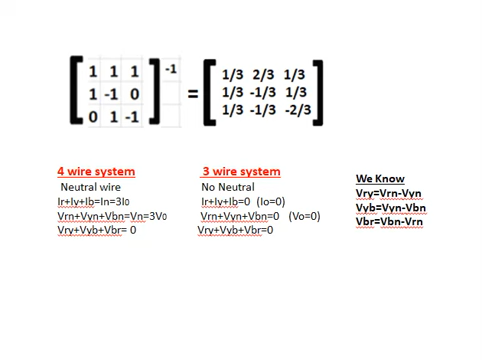 1 1 1 -1
1 -1 0
0 1 -1
=
1/3 2/3 1/3
1/3 -1/3 1/3
1/3 -1/3 -2/3
4 wire system
Neutral wire
Ir+Iy+Ib=In=3I0
Vrn+Vyn+Vbn=Vn=3V0
Vry+Vyb+Vbr= 0
3 wire system
No Neutral
Ir+Iy+Ib=0 (Io=0)
Vrn+Vyn+Vbn=0 (Vo=0)
Vry+Vyb+Vbr=0
We Know
Vry=Vrn-Vyn
Vyb=Vyn-Vbn
Vbr=Vbn-Vrn